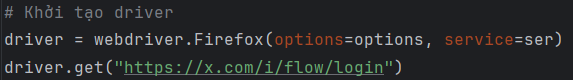 # Khởi tạo driver
driver = webdriver.Firefox(options=options, service=ser)
driver.get("https://x.com/i/flow/login")